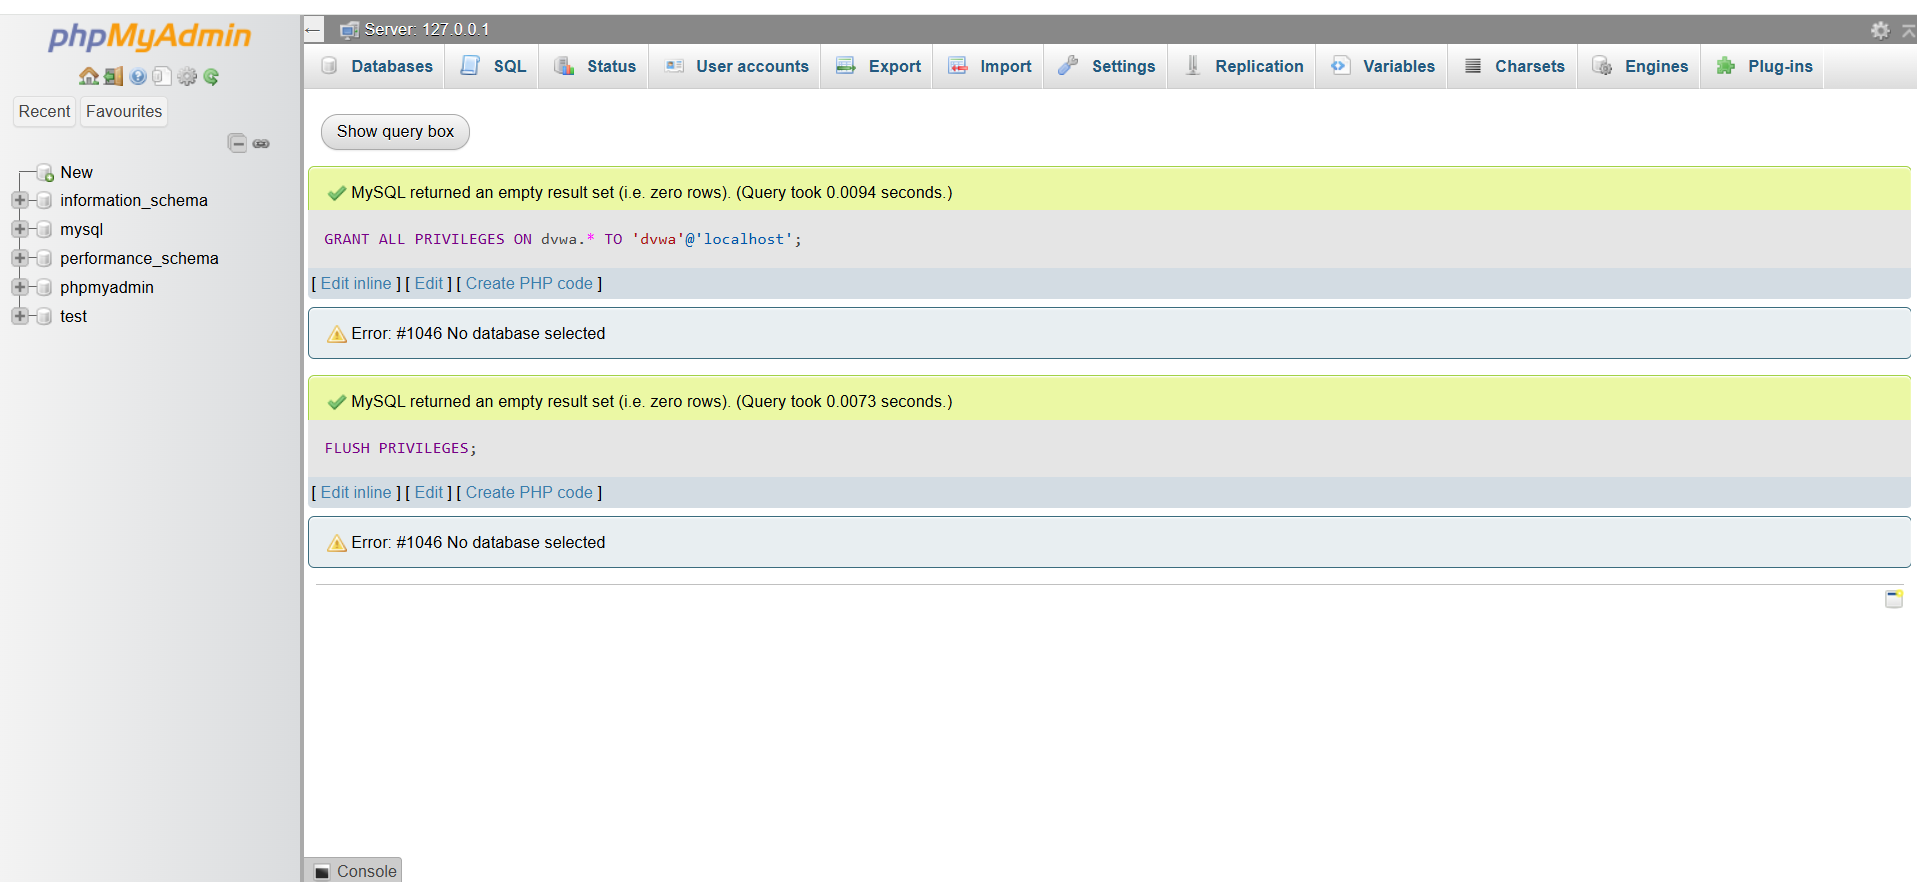 phpMyAdmin
Recent
Favourites
New
information_schema
mysql
performance_schema
phpmyadmin
test
Server: 127.0.0.1
Databases
SQL
Status
User accounts
Export
Import
Settings
Replication
Variables
Charsets
Engines
Plug-ins
Show query box
MySQL returned an empty result set (i.e. zero rows). (Query took 0.0094 seconds.)
GRANT ALL PRIVILEGES ON dvwa.* TO 'dvwa'@'localhost';
[ Edit inline ] [ Edit ] [ Create PHP code ]
Error: #1046 No database selected
MySQL returned an empty result set (i.e. zero rows). (Query took 0.0073 seconds.)
FLUSH PRIVILEGES;
[ Edit inline ] [ Edit ] [ Create PHP code ]
Error: #1046 No database selected
Console